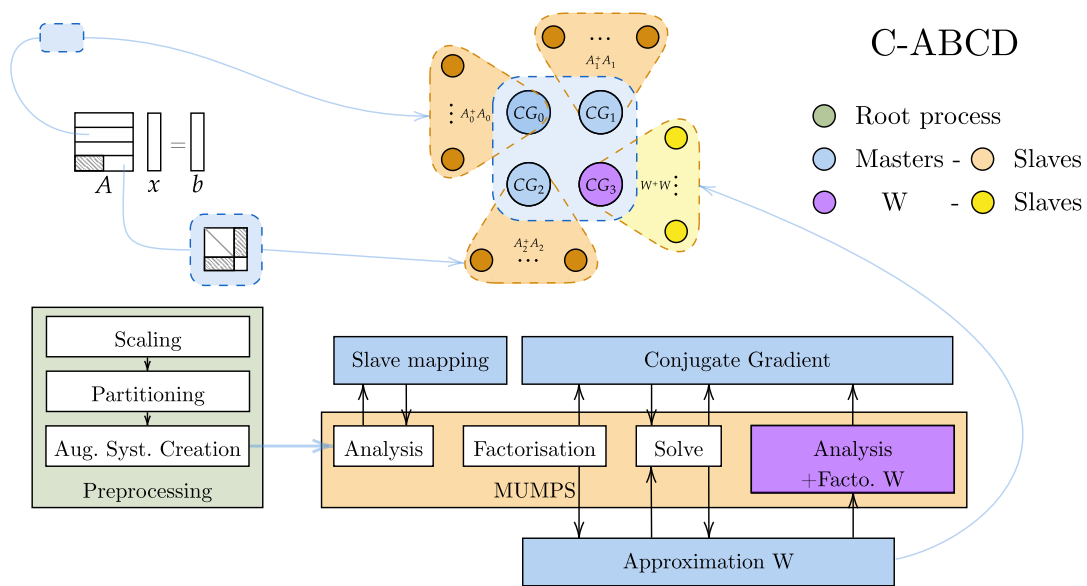 C-ABCD
Root process
Masters - Slaves
W - Slaves
A₁⁺A₁
A₀⁺A₀
CG₀
CG₁
CG₂
CG₃
W⁺W
A₂⁺A₂
A x = b
Scaling
Partitioning
Aug. Syst. Creation
Preprocessing
Slave mapping
Conjugate Gradient
Analysis
Factorisation
Solve
Analysis
+Facto. W
MUMPS
Approximation W